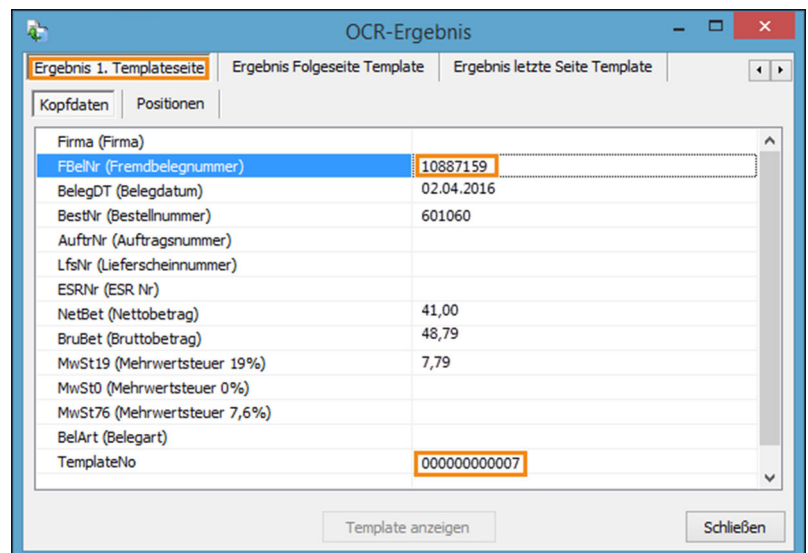 OCR-Ergebnis
Ergebnis 1. Templateseite Ergebnis Folgeseite Template Ergebnis letzte Seite Template
Kopfdaten Positionen
Firma (Firma)
FBelNr (Fremdbelegnummer) 10887159
BelegDT (Belegdatum) 02.04.2016
BestNr (Bestellnummer) 601060
AuftrNr (Auftragsnummer)
LfsNr (Lieferscheinnummer)
ESRNr (ESR Nr)
NetBet (Nettobetrag) 41,00
BruBet (Bruttobetrag) 48,79
MwSt19 (Mehrwertsteuer 19%) 7,79
MwSt0 (Mehrwertsteuer 0%)
MwSt76 (Mehrwertsteuer 7,6%)
BelArt (Belegart)
TemplateNo 000000000007
Template anzeigen Schließen